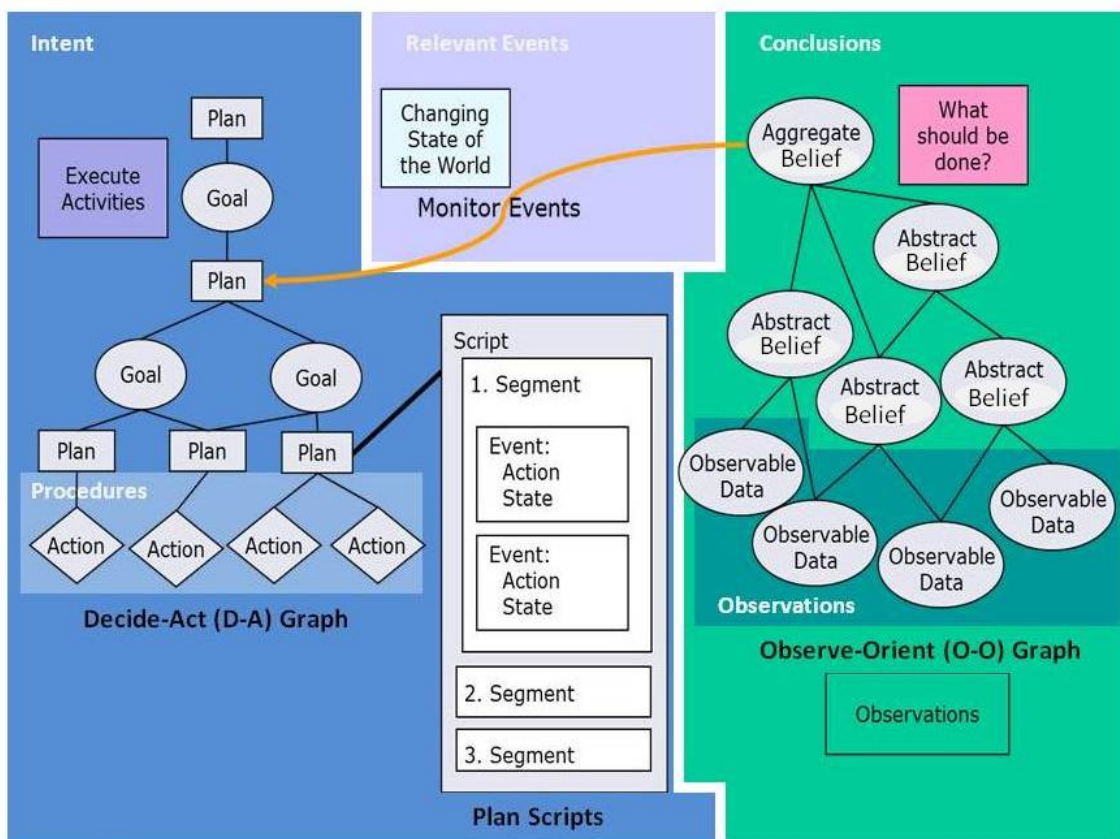 Intent
Plan
Execute
Activities
Goal
Plan
Goal
Goal
Plan
Plan
Plan
Procedures
Action
Action
Action
Action
Decide-Act (D-A) Graph
Relevant Events
Changing
State of
the World
Monitor Events
Script
1. Segment
Event:
Action
State
Event:
Action
State
2. Segment
3. Segment
Plan Scripts
Conclusions
Aggregate
Belief
What
should be
done?
Abstract
Belief
Abstract
Belief
Abstract
Belief
Abstract
Belief
Observable
Data
Observable
Data
Observable
Data
Observable
Data
Observations
Observe-Orient (O-O) Graph
Observations